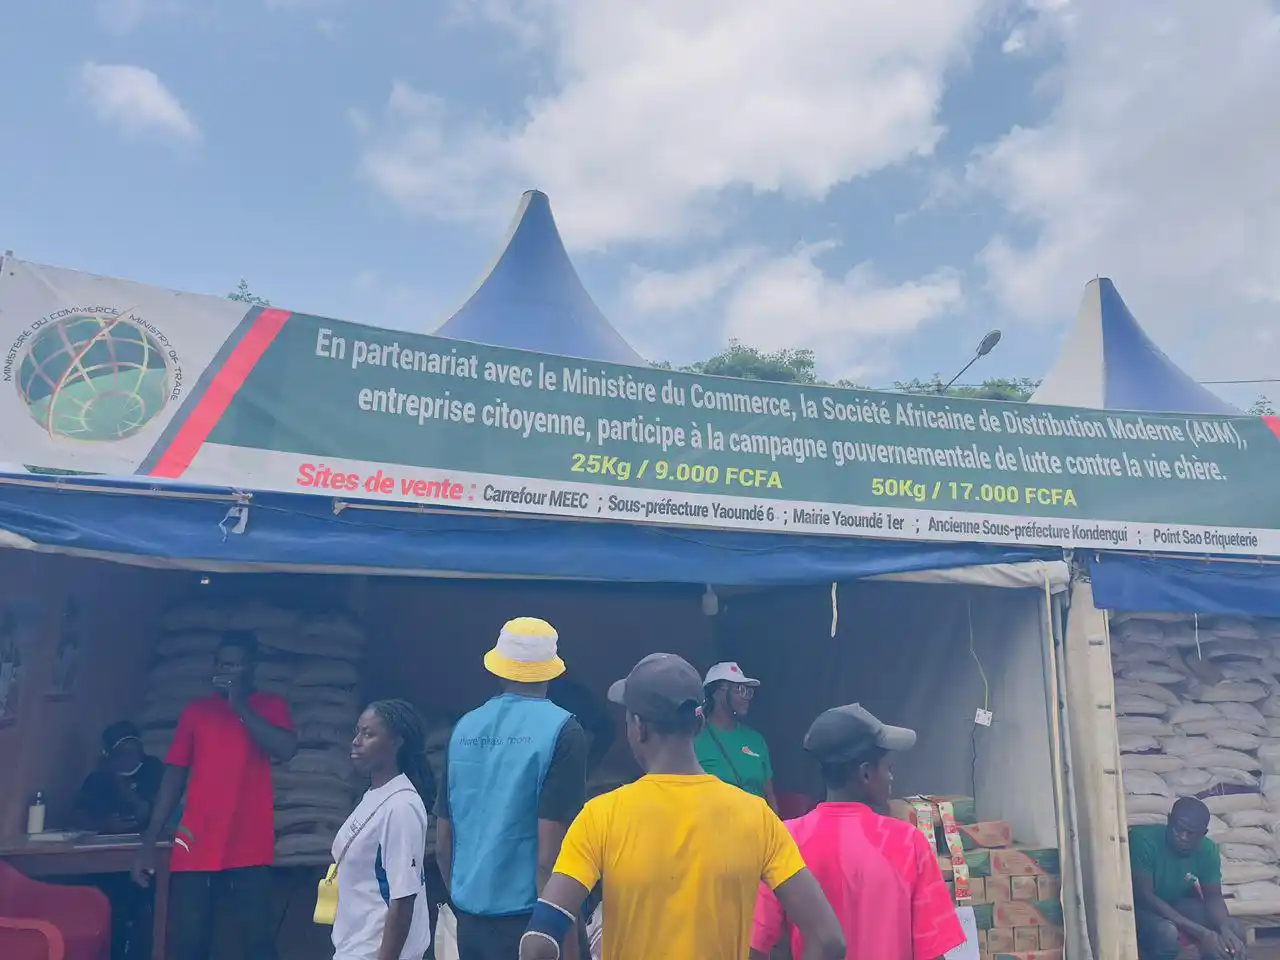 MINISTÈRE DU COMMERCE - MINISTRY OF TRADE
En partenariat avec le Ministère du Commerce, la Société Africaine de Distribution Moderne (ADM),
entreprise citoyenne, participe à la campagne gouvernementale de lutte contre la vie chère.
25Kg / 9.000 FCFA 50Kg / 17.000 FCFA
Sites de vente : Carrefour MEEC ; Sous-préfecture Yaoundé 6 ; Mairie Yaoundé 1er ; Ancienne Sous-préfecture Kondengui ; Point Sao Briqueterie